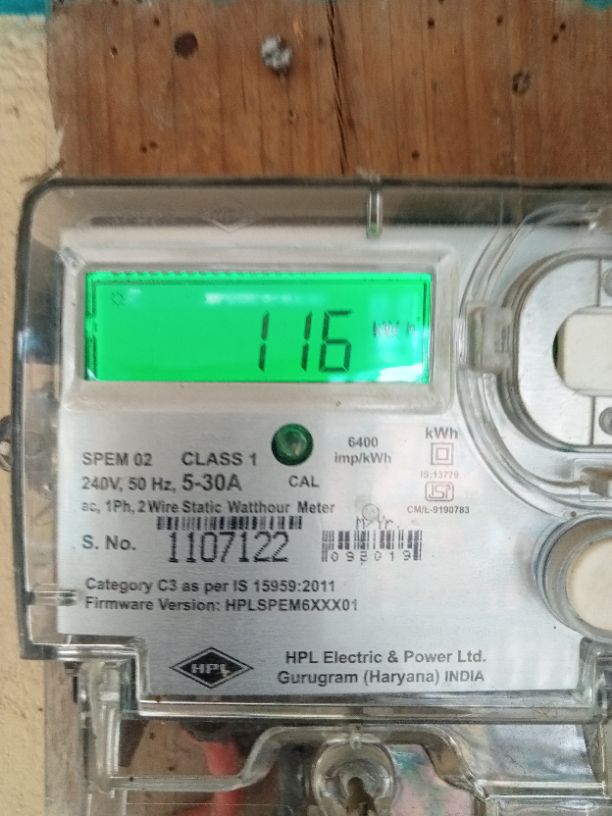 116 kWh
SPEM 02 CLASS 1
240V, 50 Hz, 5-30A
CAL
6400
imp/kWh
kWh
IS:13779
CM/L-9190783
ac, 1Ph, 2Wire Static Watthour Meter
S. No. 1107122
092019
Category C3 as per IS 15959:2011
Firmware Version: HPLSPEM6XXX01
HPL
HPL Electric & Power Ltd.
Gurugram (Haryana) INDIA